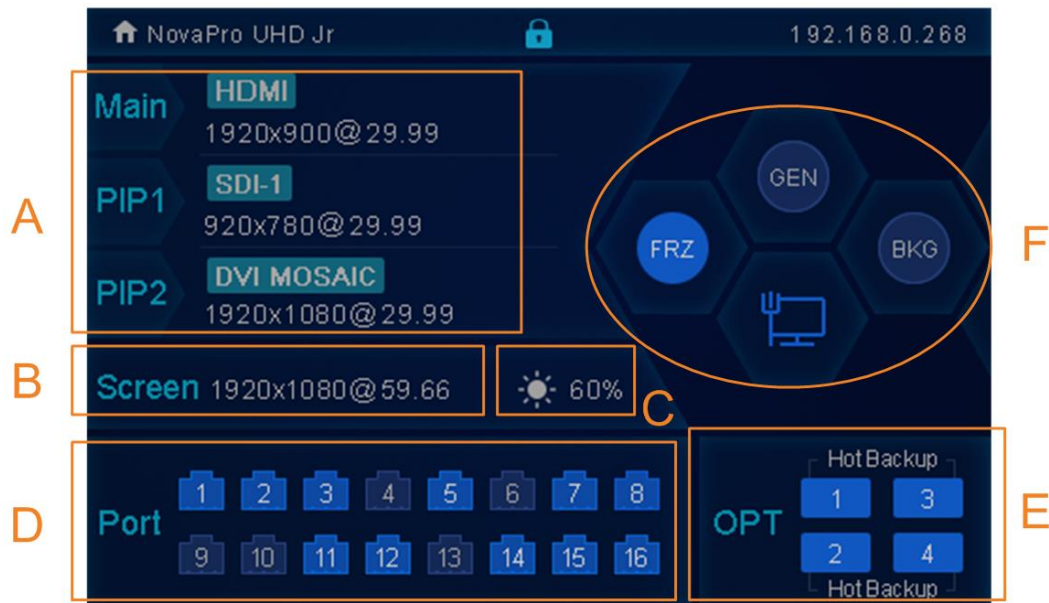 NovaPro UHD Jr 192.168.0.268
A
Main HDMI
1920x900@29.99
PIP1 SDI-1
920x780@29.99
PIP2 DVI MOSAIC
1920x1080@29.99
GEN
FRZ BKG
F
B
Screen 1920x1080@59.66 60%
C
D
Port
1 2 3 4 5 6 7 8
9 10 11 12 13 14 15 16
Hot Backup
OPT
1 3
2 4
Hot Backup
E